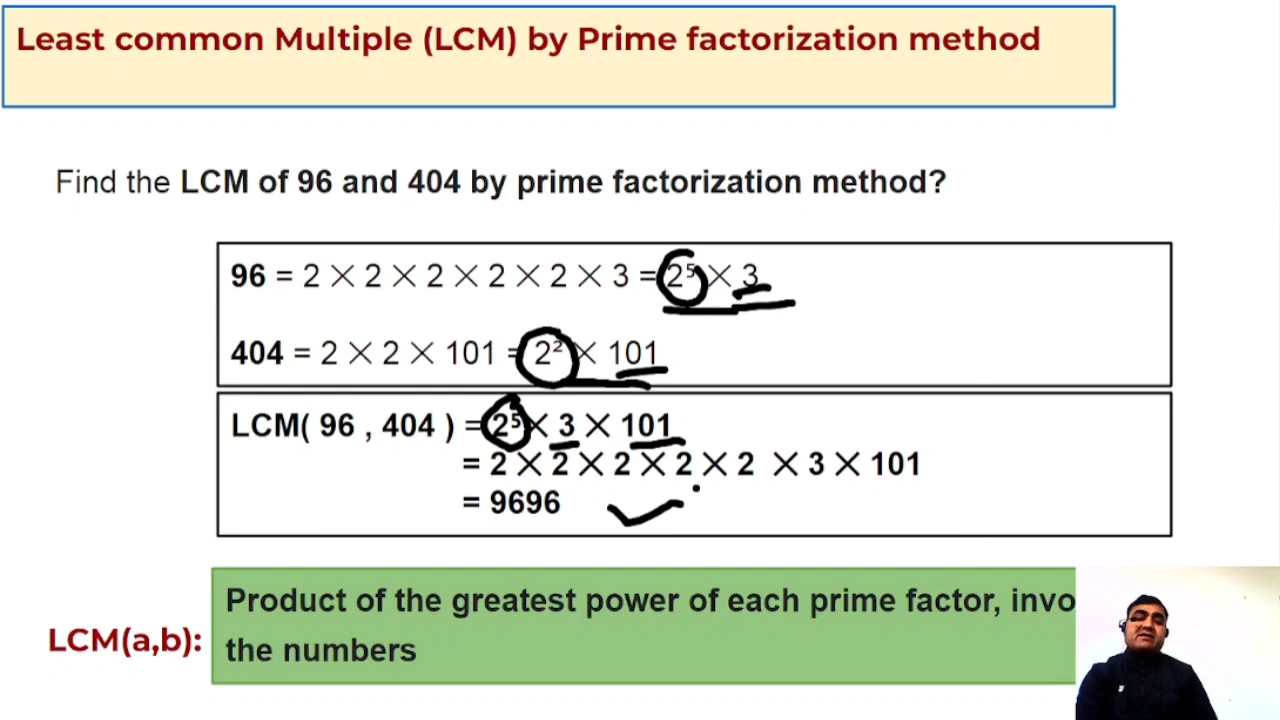 Least common Multiple (LCM) by Prime factorization method
Find the LCM of 96 and 404 by prime factorization method?
96 = 2 × 2 × 2 × 2 × 2 × 3 = 2⁵ × 3
404 = 2 × 2 × 101 = 2² × 101
LCM( 96 , 404 ) = 2⁵ × 3 × 101
= 2 × 2 × 2 × 2 × 2 × 3 × 101
= 9696
LCM(a,b):
Product of the greatest power of each prime factor, invo
the numbers